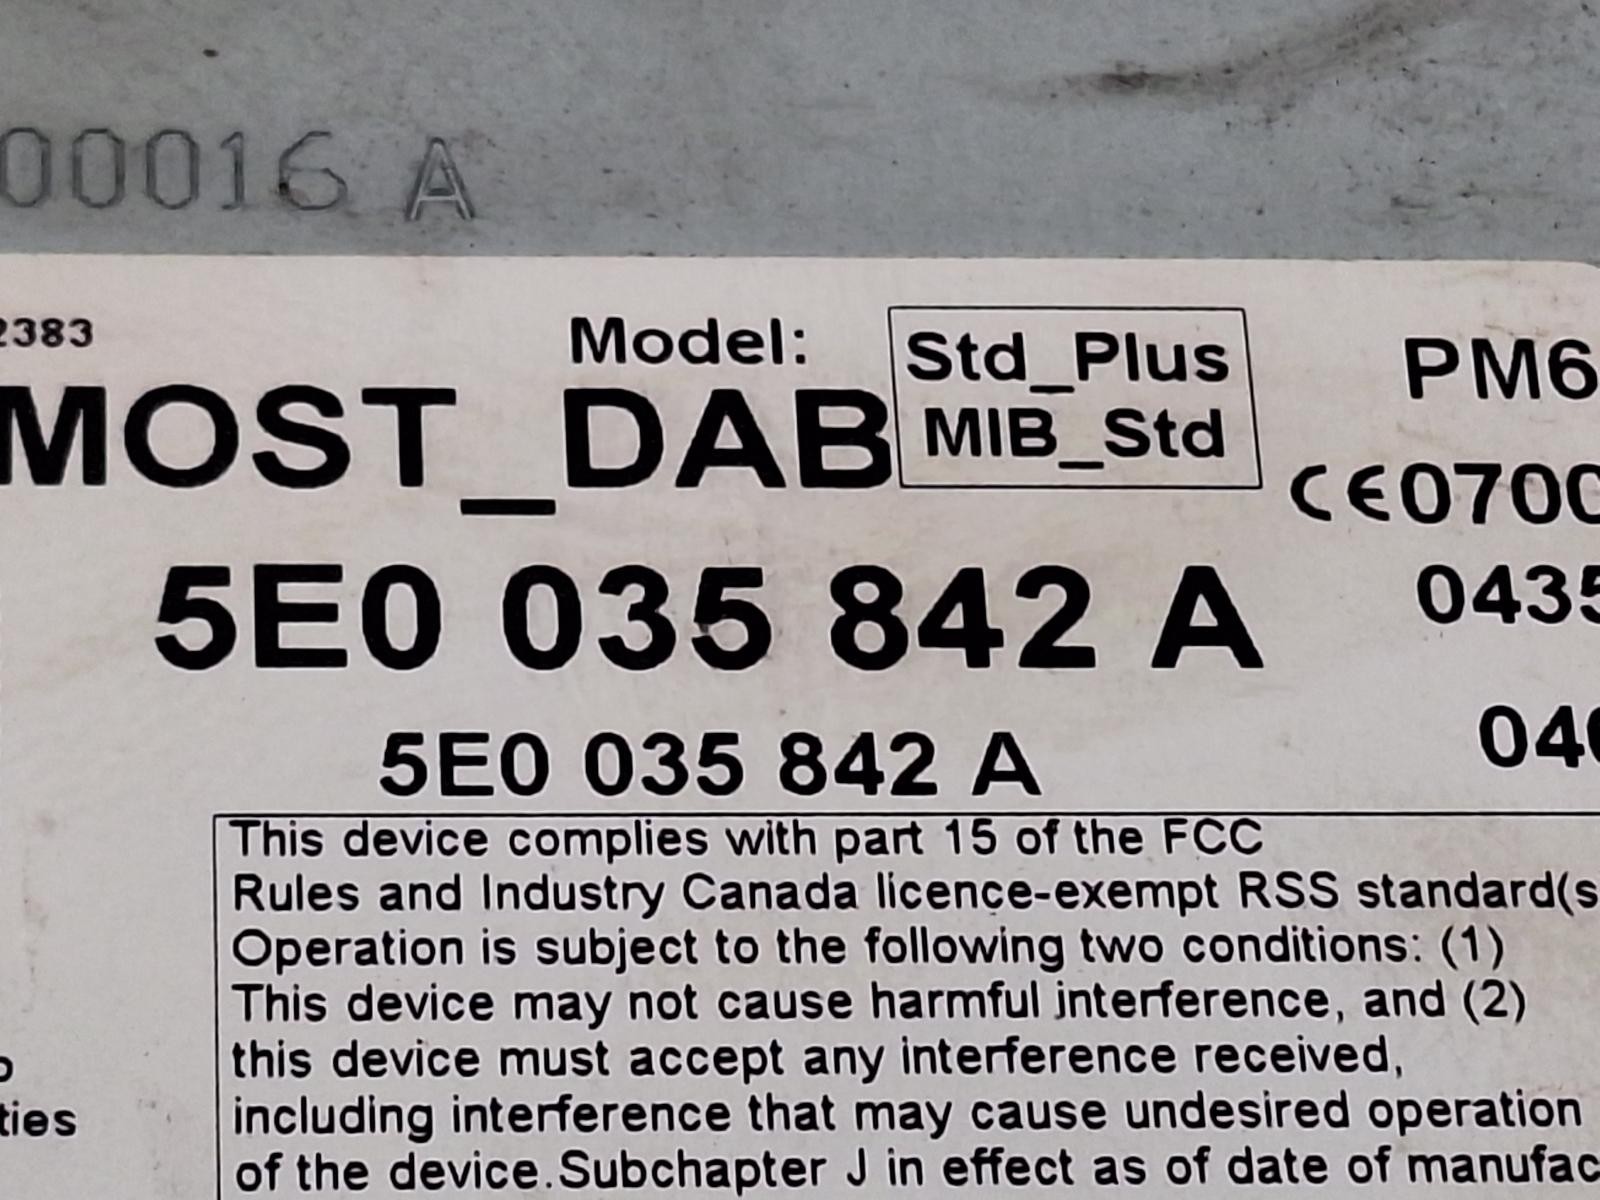 00016 A
2383
Model:
Std_Plus
MIB_Std
PM6
MOST_DAB
CE0700
5E0 035 842 A
0435
5E0 035 842 A
040
This device complies with part 15 of the FCC
Rules and Industry Canada licence-exempt RSS standard(s
Operation is subject to the following two conditions: (1)
This device may not cause harmful interference, and (2)
this device must accept any interference received,
ties
including interference that may cause undesired operation
of the device.Subchapter J in effect as of date of manufac